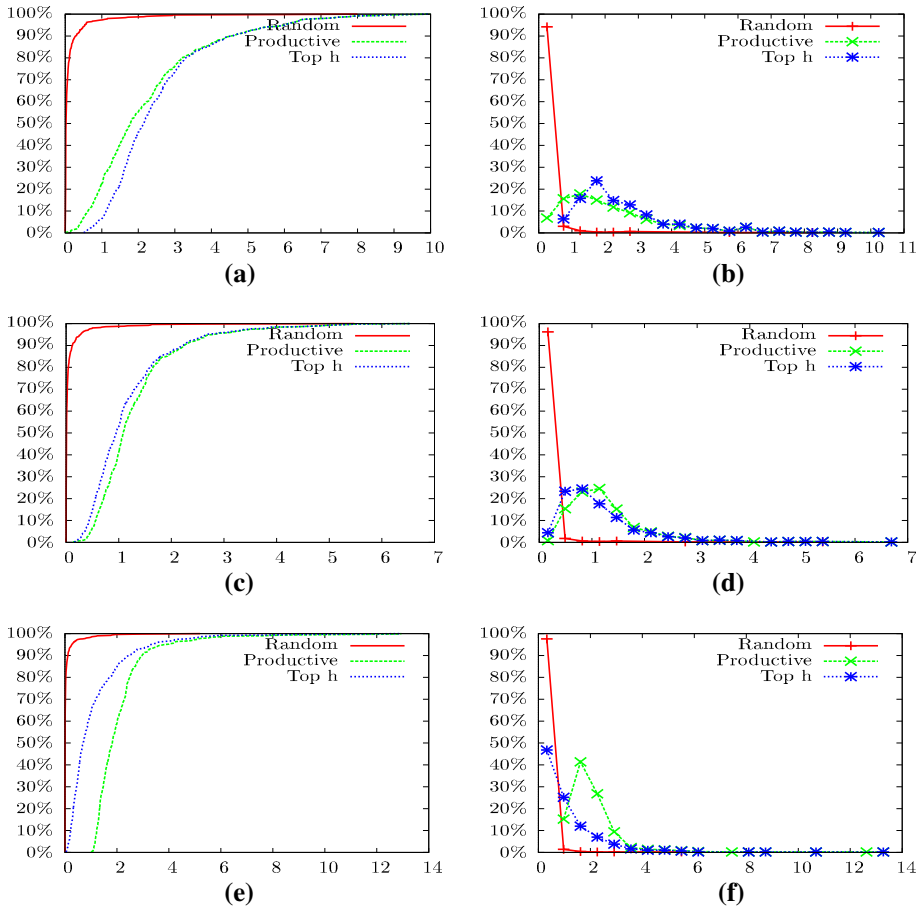 100%
90%
80%
70%
60%
50%
40%
30%
20%
10%
0%
0 1 2 3 4 5 6 7 8 9 10
Random
Productive
Top h
(a)
100%
90%
80%
70%
60%
50%
40%
30%
20%
10%
0%
0 1 2 3 4 5 6 7 8 9 10 11
Random
Productive
Top h
(b)
100%
90%
80%
70%
60%
50%
40%
30%
20%
10%
0%
0 1 2 3 4 5 6 7
Random
Productive
Top h
(c)
100%
90%
80%
70%
60%
50%
40%
30%
20%
10%
0%
0 1 2 3 4 5 6 7
Random
Productive
Top h
(d)
100%
90%
80%
70%
60%
50%
40%
30%
20%
10%
0%
0 2 4 6 8 10 12 14
Random
Productive
Top h
(e)
100%
90%
80%
70%
60%
50%
40%
30%
20%
10%
0%
0 2 4 6 8 10 12 14
Random
Productive
Top h
(f)